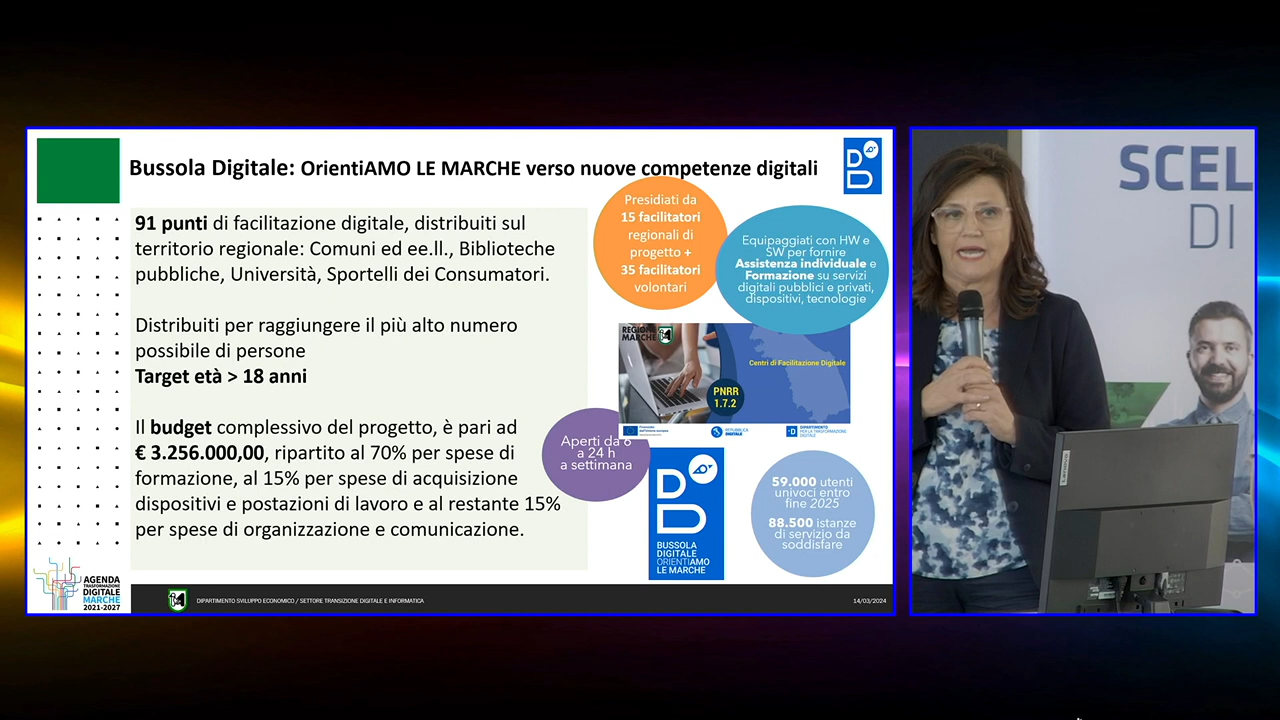 Bussola Digitale: OrientiAMO LE MARCHE verso nuove competenze digitali
91 punti di facilitazione digitale, distribuiti sul
territorio regionale: Comuni ed ee.ll., Biblioteche
pubbliche, Università, Sportelli dei Consumatori.
Distribuiti per raggiungere il più alto numero
possibile di persone
Target età > 18 anni
Il budget complessivo del progetto, è pari ad
€ 3.256.000,00, ripartito al 70% per spese di
formazione, al 15% per spese di acquisizione
dispositivi e postazioni di lavoro e al restante 15%
per spese di organizzazione e comunicazione.
Presidiati da
15 facilitatori
regionali di
progetto +
35 facilitatori
volontari
Equipaggiati con HW e
SW per fornire
Assistenza individuale e
Formazione su servizi
digitali pubblici e privati,
dispositivi, tecnologie
REGIONE
MARCHE
Centri di Facilitazione Digitale
PNRR
1.7.2
REPUBBLICA
DIGITALE
DIPARTIMENTO
PER LA TRASFORMAZIONE
DIGITALE
Aperti da 6
a 24 h
a settimana
BUSSOLA
DIGITALE
ORIENTIAMO
LE MARCHE
59.000 utenti
univoci entro
fine 2025
88.500 istanze
di servizio da
soddisfare
AGENDA
TRASFORMAZIONE
DIGITALE
MARCHE
2021-2027
DIPARTIMENTO SVILUPPO ECONOMICO / SETTORE TRANSIZIONE DIGITALE E INFORMATICA
14/03/2024
SCEL
DI
Lenovo